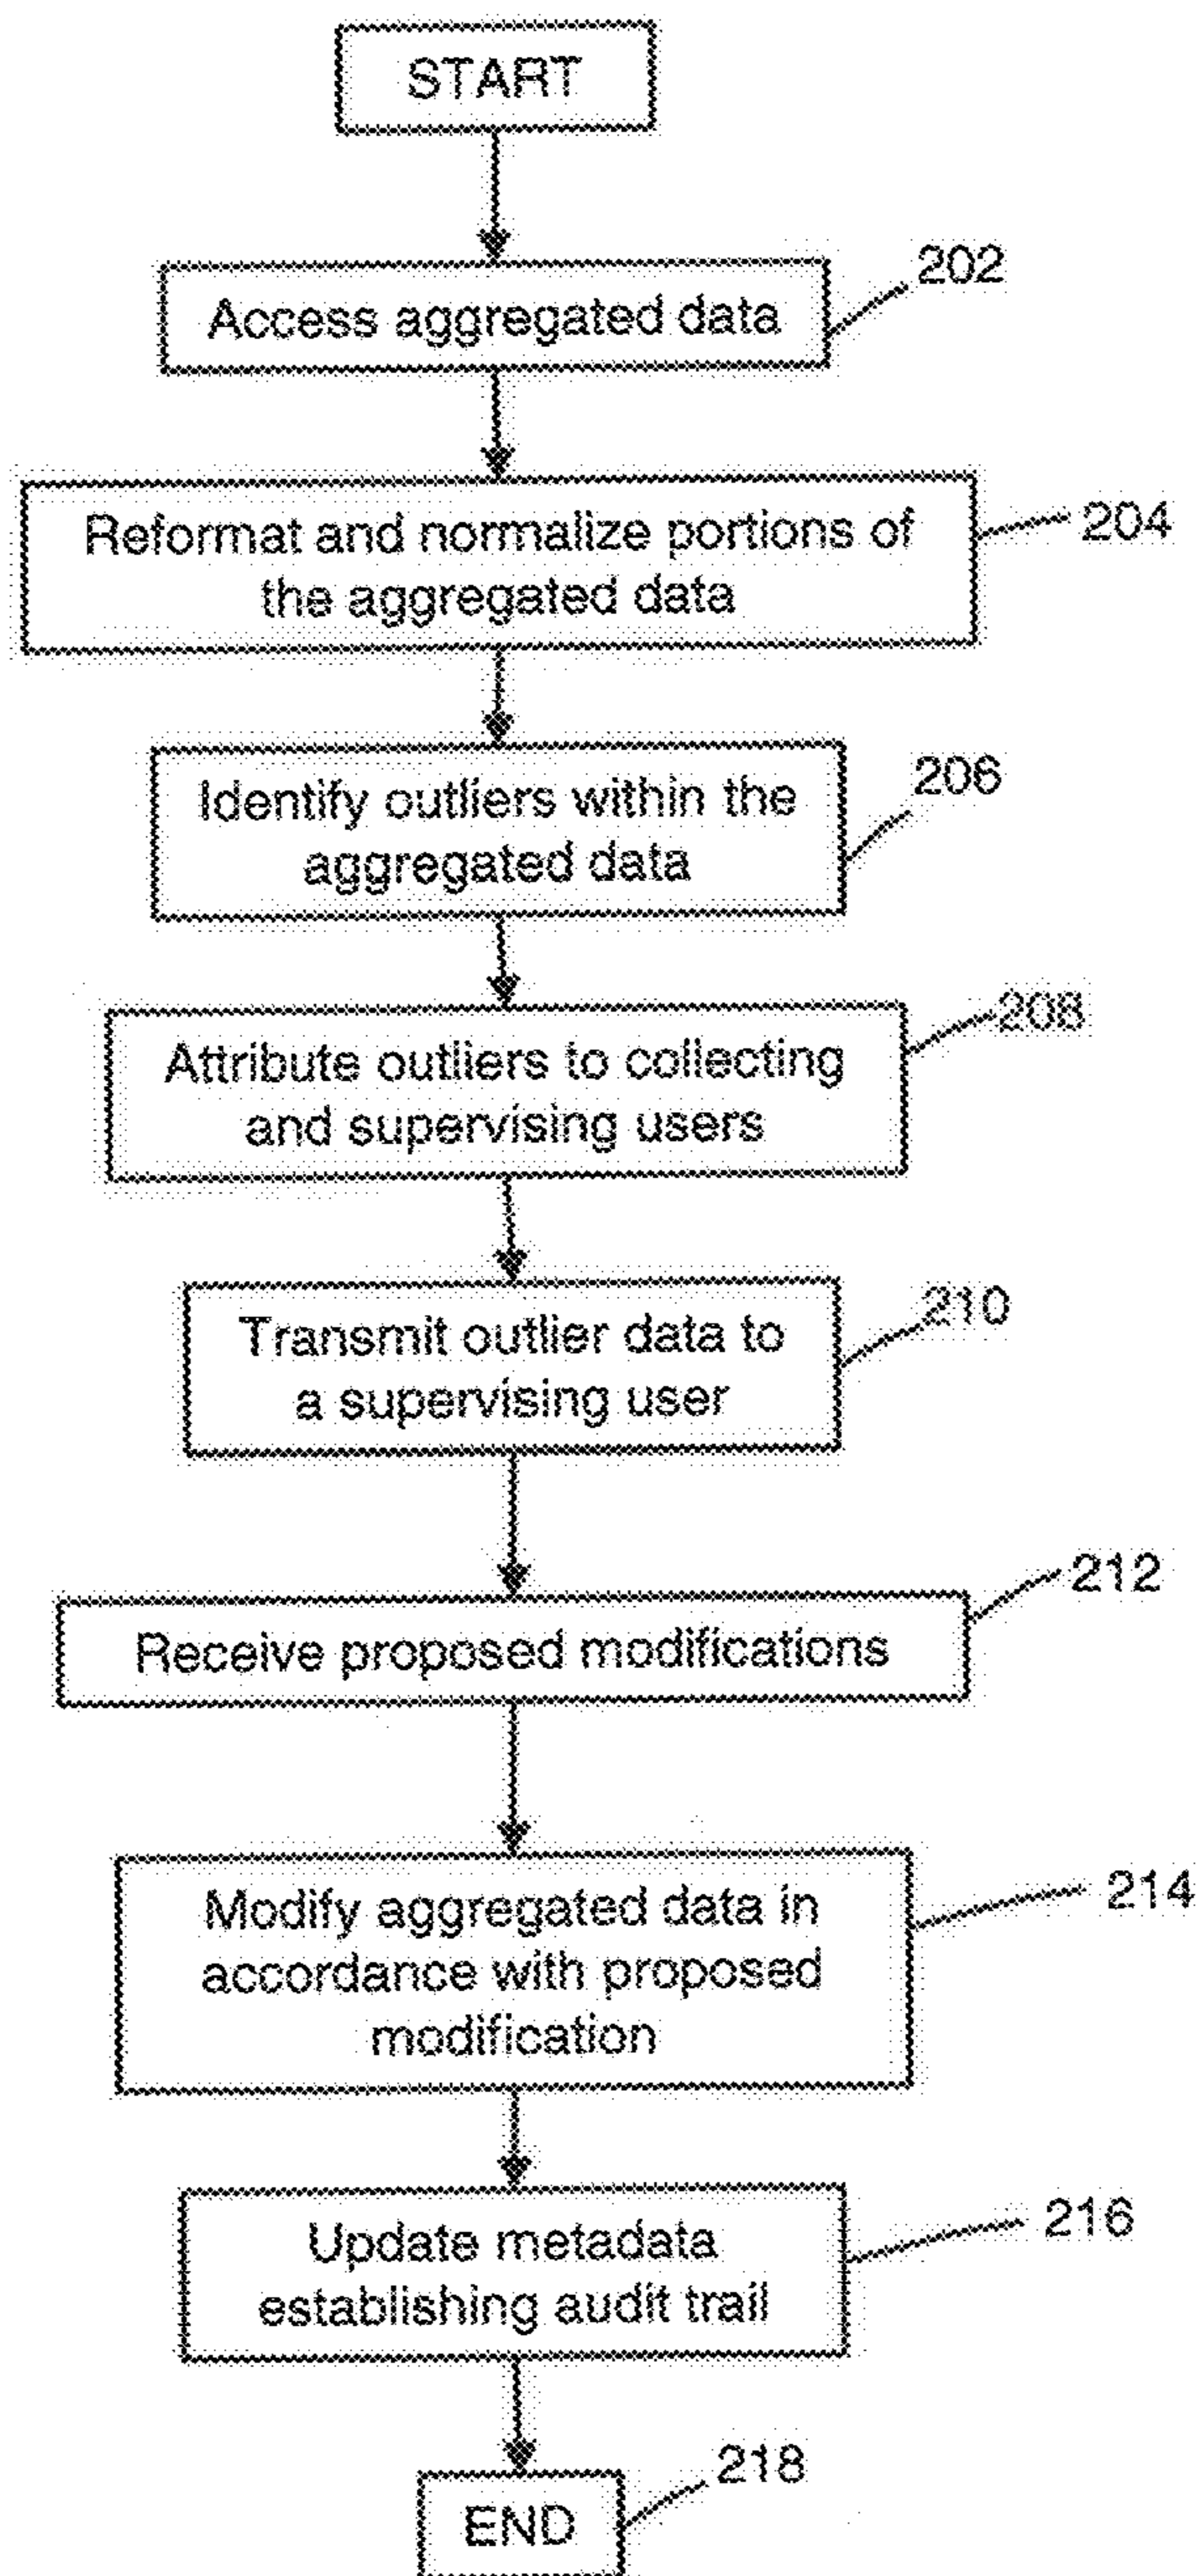 START
202
Access aggregated data
204
Reformat and normalize portions of
the aggregated data
206
Identify outliers within the
aggregated data
208
Attribute outliers to collecting
and supervising users
210
Transmit outlier data to
a supervising user
212
Receive proposed modifications
214
Modify aggregated data in
accordance with proposed
modification
216
Update metadata
establishing audit trail
218
END